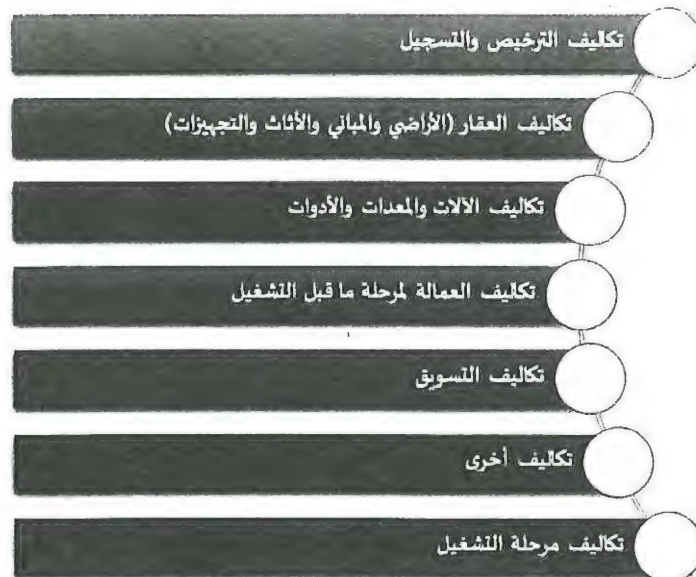 تكاليف الترخيص والتسجيل
تكاليف العقار (الأراضي والمباني والأثاث والتجهيزات)
تكاليف الآلات والمعدات والأدوات
تكاليف العمالة لمرحلة ما قبل التشغيل
تكاليف التسويق
تكاليف أخرى
تكاليف مرحلة التشغيل